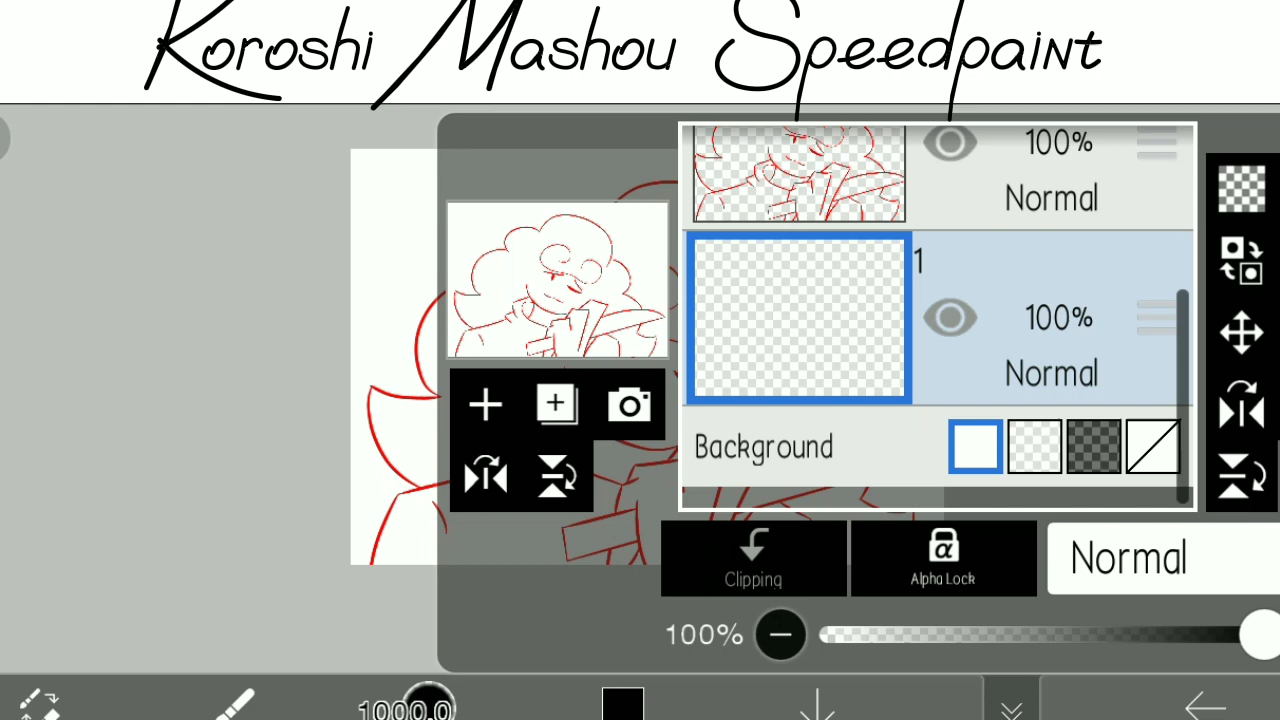 Koroshi Mashou Speedpaint
100%
Normal
1
100%
Normal
Background
Clipping
Alpha Lock
Normal
100%
1000.0